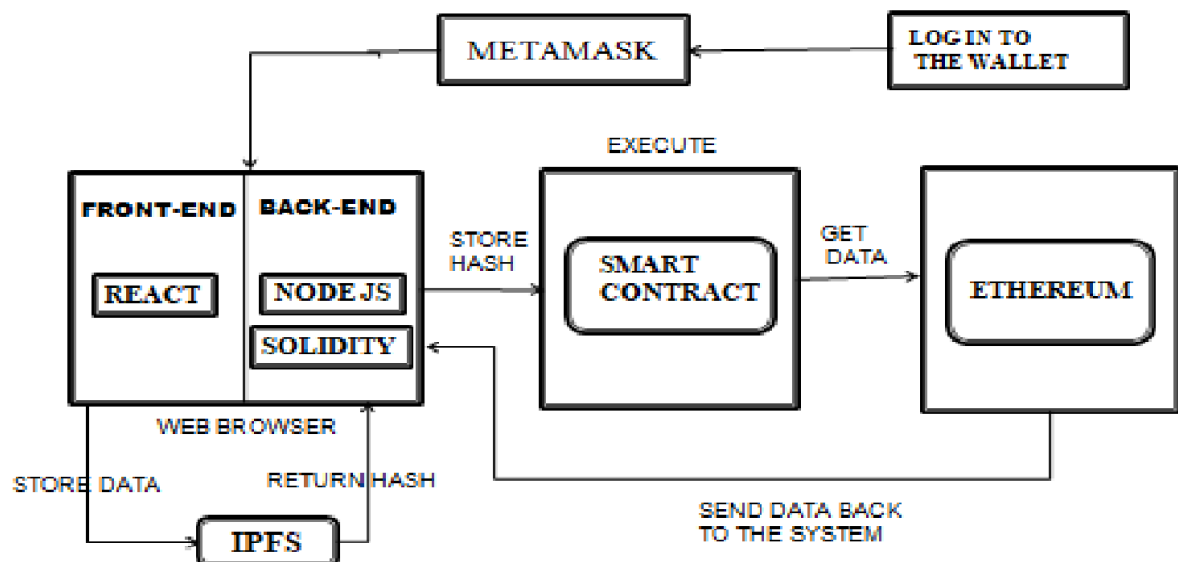 METAMASK
LOG IN TO
THE WALLET
EXECUTE
FRONT-END
BACK-END
STORE
HASH
GET
DATA
REACT
NODE JS
SOLIDITY
SMART
CONTRACT
ETHEREUM
WEB BROWSER
STORE DATA
RETURN HASH
IPFS
SEND DATA BACK
TO THE SYSTEM